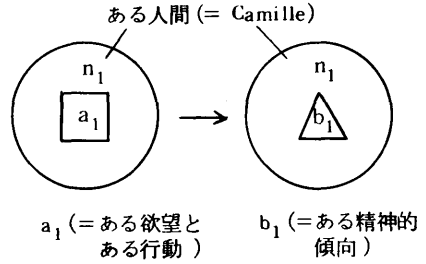 ある人間(= Camille)
n₁ n₁
a₁ b₁
a₁(=ある欲望と b₁(=ある精神的
ある行動) 傾向)